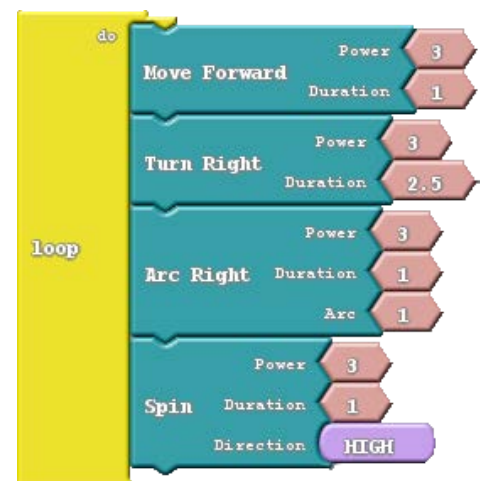 do
Power 3
Move Forward
Duration 1
Power 3
Turn Right
Duration 2.5
Power 3
loop
Arc Right Duration 1
Arc 1
Power 3
Spin Duration 1
Direction HIGH